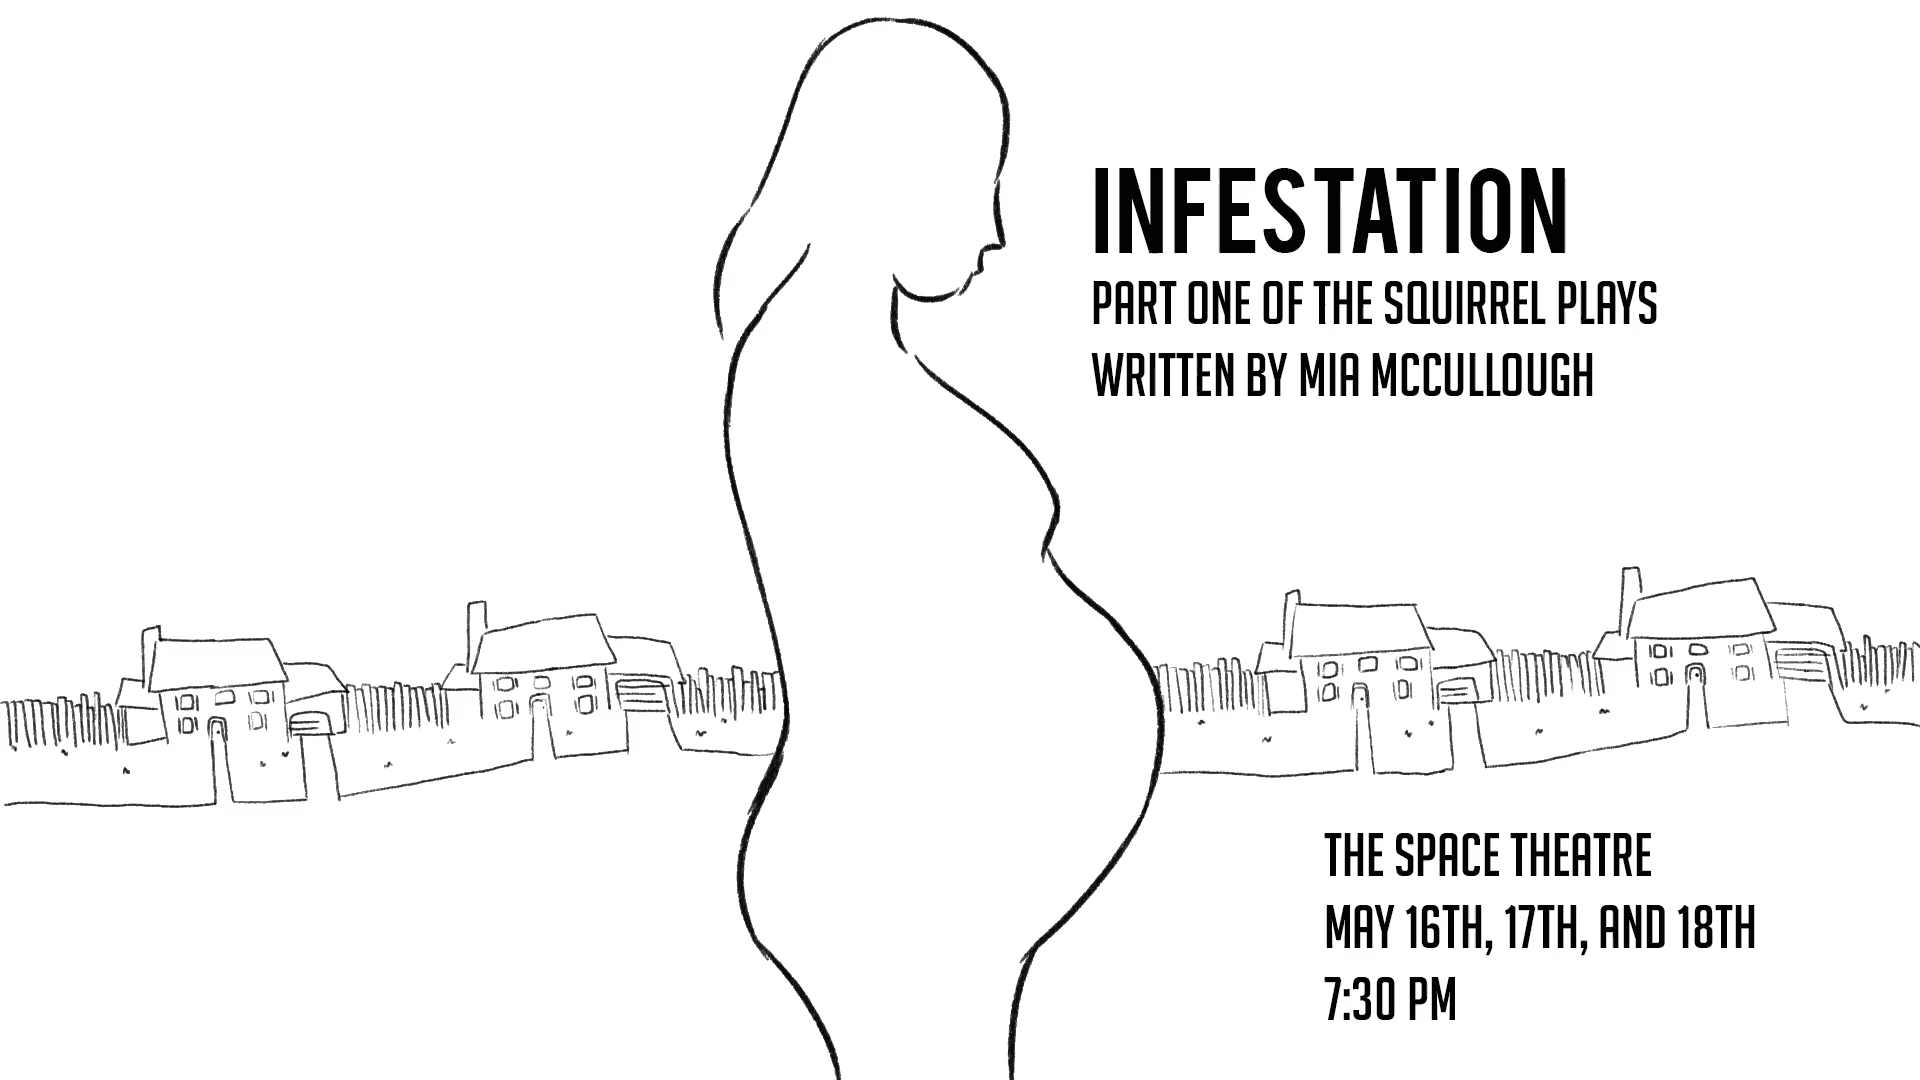 INFESTATION
PART ONE OF THE SQUIRREL PLAYS
WRITTEN BY MIA MCCULLOUGH
THE SPACE THEATRE
MAY 16TH, 17TH, AND 18TH
7:30 PM